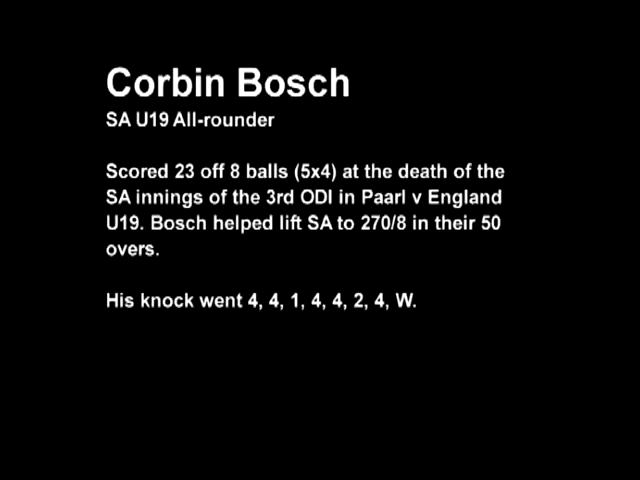 Corbin Bosch
SA U19 All-rounder
Scored 23 off 8 balls (5x4) at the death of the
SA innings of the 3rd ODI in Paarl v England
U19. Bosch helped lift SA to 270/8 in their 50
overs.
His knock went 4, 4, 1, 4, 4, 2, 4, W.